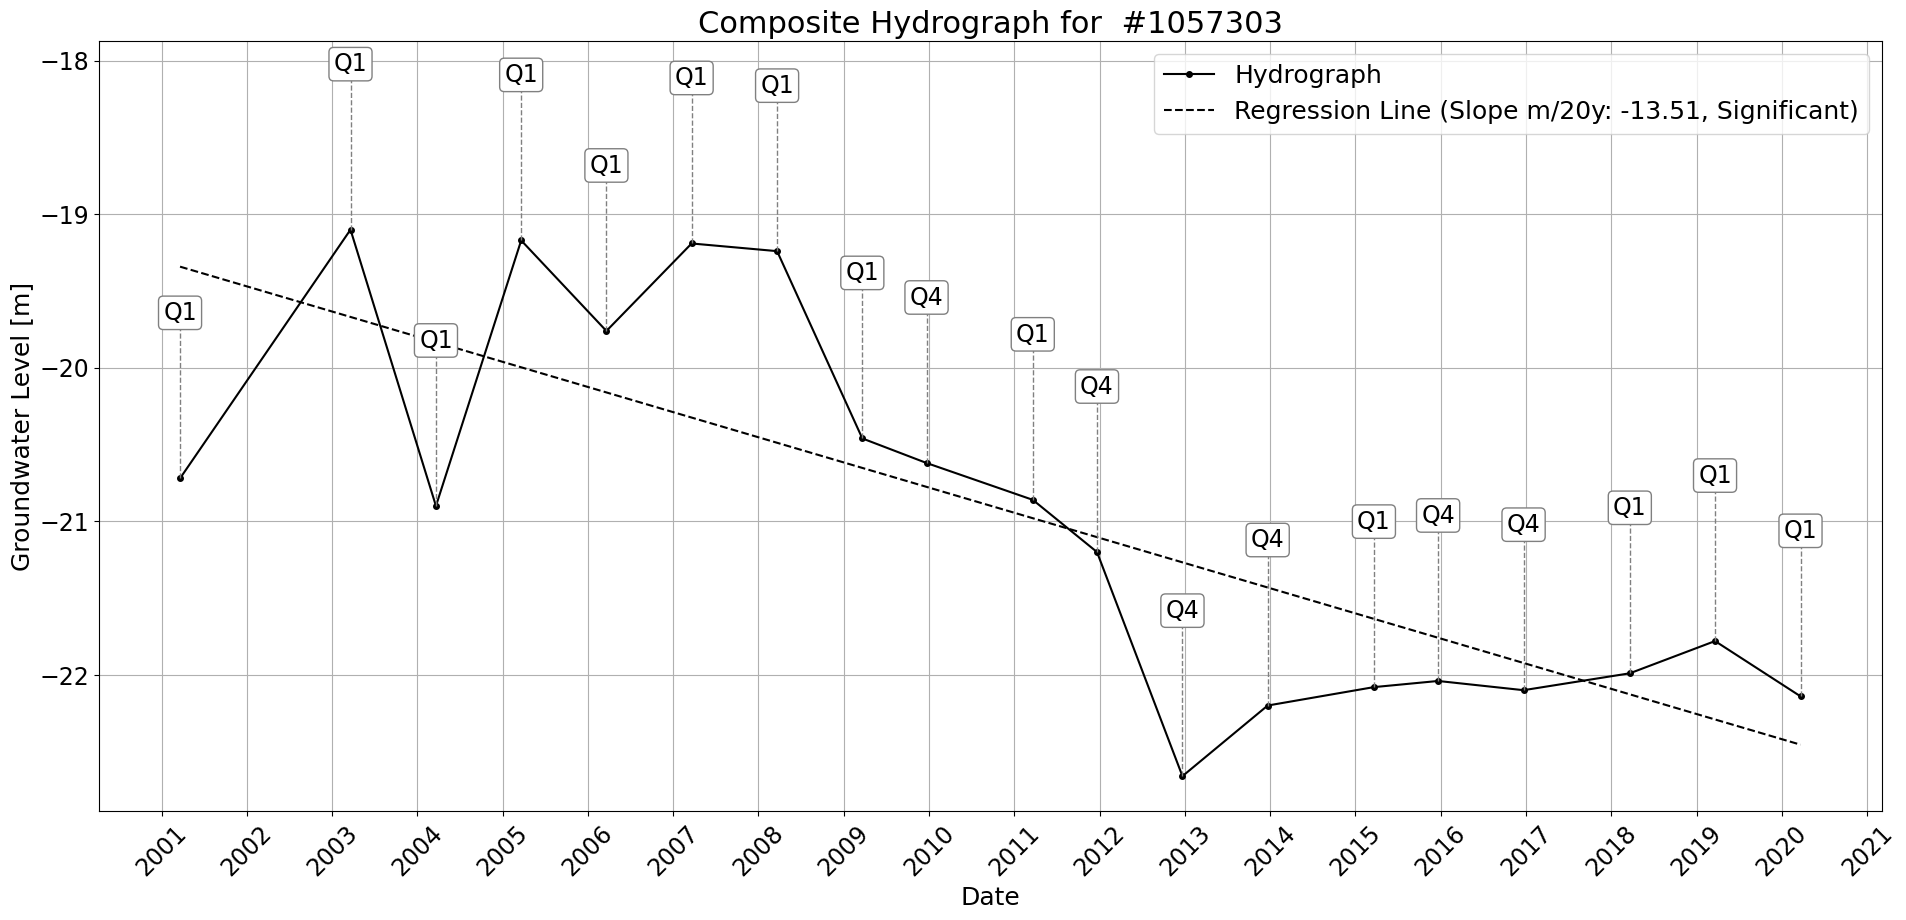 Composite Hydrograph for  #1057303
Hydrograph
Regression Line (Slope m/20y: -13.51, Significant)
Groundwater Level [m]
−18
−19
−20
−21
−22
Q1
Q1
Q1
Q1
Q1
Q1
Q1
Q1
Q4
Q1
Q4
Q4
Q4
Q1
Q4
Q4
Q1
Q1
Q1
2001
2002
2003
2004
2005
2006
2007
2008
2009
2010
2011
2012
2013
2014
2015
2016
2017
2018
2019
2020
2021
Date